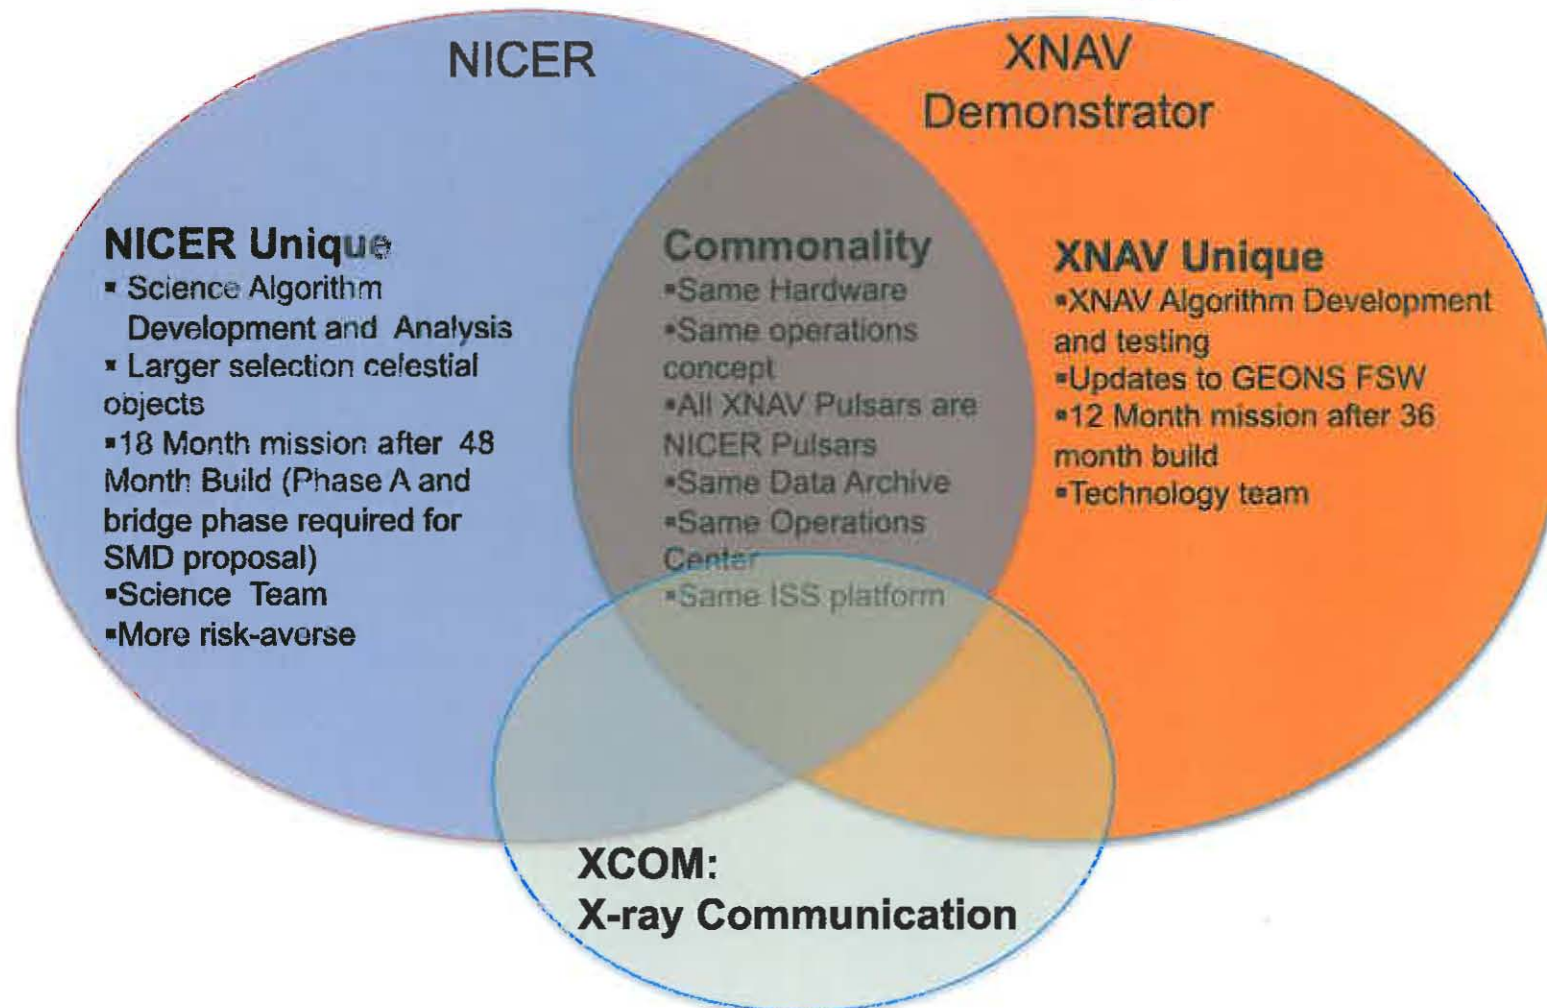 NICER
XNAV
Demonstrator
NICER Unique
▪ Science Algorithm
Development and Analysis
▪ Larger selection celestial
objects
▪18 Month mission after 48
Month Build (Phase A and
bridge phase required for
SMD proposal)
▪Science Team
▪More risk-averse
Commonality
▪Same Hardware
▪Same operations
concept
▪All XNAV Pulsars are
NICER Pulsars
▪Same Data Archive
▪Same Operations
Center
▪Same ISS platform
XNAV Unique
▪XNAV Algorithm Development
and testing
▪Updates to GEONS FSW
▪12 Month mission after 36
month build
▪Technology team
XCOM:
X-ray Communication